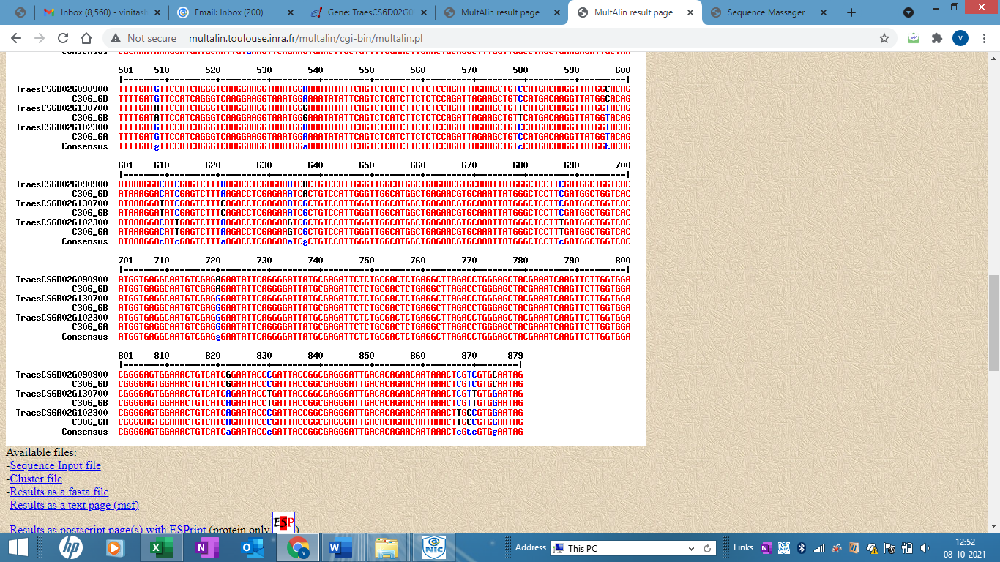 Inbox (8,560) - vinitash
Email: Inbox (200)
Gene: TraesCS6D02G0
MultAlin result page
MultAlin result page
Sequence Massager
Not secure | multalin.toulouse.inra.fr/multalin/cgi-bin/multalin.pl
V
501 510 520 530 540 550 560 570 580 590 600
TraesCS6D02G090900 TTTTGATGTTCCATCAGGGTCAAGGAAGGTAAATGGAAAATATATTCAGTCTCATCTTCTCTCCAGATTAGAAGCTGTCCATGACAAGGTTATGGCACAG
C306_6D TTTTGATGTTCCATCAGGGTCAAGGAAGGTAAATGGAAAATATATTCAGTCTCATCTTCTCTCCAGATTAGAAGCTGTCCATGACAAGGTTATGGCACAG
TraesCS6B02G130700 TTTTGATATTCCATCAGGGTCAAGGAAGGTAAATGGGAAATATATTCAGTCTCATCTTCTCTCCAGATTAGAAGCTGTTCATGACAAGGTTATGGTACAG
C306_6B TTTTGATATTCCATCAGGGTCAAGGAAGGTAAATGGGAAATATATTCAGTCTCATCTTCTCTCCAGATTAGAAGCTGTTCATGACAAGGTTATGGTACAG
TraesCS6A02G102300 TTTTGATGTTCCATCAGGGTCAAGGAAGGTAAATGGAAAATATATTCAGTCTCATCTTCTCTCCAGATTAGAAGCTGTCCATGACAAGGTTATGGTACAG
C306_6A TTTTGATGTTCCATCAGGGTCAAGGAAGGTAAATGGAAAATATATTCAGTCTCATCTTCTCTCCAGATTAGAAGCTGTCCATGACAAGGTTATGGTACAG
Consensus TTTTGATgTTCCATCAGGGTCAAGGAAGGTAAATGGaAAATATATTCAGTCTCATCTTCTCTCCAGATTAGAAGCTGTcCATGACAAGGTTATGGtACAG
601 610 620 630 640 650 660 670 680 690 700
TraesCS6D02G090900 ATAAAGGACATCGAGTCTTTAAGACCTCGAGAAATCACTGTCCATTGGGTTGGCATGGCTGAGAACGTGCAAATTATGGGCTCCTTCGATGGCTGGTCAC
C306_6D ATAAAGGACATCGAGTCTTTAAGACCTCGAGAAATCACTGTCCATTGGGTTGGCATGGCTGAGAACGTGCAAATTATGGGCTCCTTCGATGGCTGGTCAC
TraesCS6B02G130700 ATAAAGGATATCGAGTCTTTCAGACCTCGAGAAATCGCTGTCCATTGGGTTGGCATGGCTGAGAACGTGCAAATTATGGGCTCCTTCGATGGCTGGTCAC
C306_6B ATAAAGGATATCGAGTCTTTCAGACCTCGAGAAATCGCTGTCCATTGGGTTGGCATGGCTGAGAACGTGCAAATTATGGGCTCCTTCGATGGCTGGTCAC
TraesCS6A02G102300 ATAAAGGACATTGAGTCTTTAAGACCTCGAGAAGTCGCTGTCCATTGGGTTGGCATGGCTGAGAACGTGCAAATTATGGGCTCCTTTGATGGCTGGTCAC
C306_6A ATAAAGGACATTGAGTCTTTAAGACCTCGAGAAGTCGCTGTCCATTGGGTTGGCATGGCTGAGAACGTGCAAATTATGGGCTCCTTTGATGGCTGGTCAC
Consensus ATAAAGGAcATcGAGTCTTTaAGACCTCGAGAAaTCgCTGTCCATTGGGTTGGCATGGCTGAGAACGTGCAAATTATGGGCTCCTTcGATGGCTGGTCAC
701 710 720 730 740 750 760 770 780 790 800
TraesCS6D02G090900 ATGGTGAGGCAATGTCGAGAGAATATTCAGGGGATTATGCGAGATTCTCTGCGACTCTGAGGCTTAGACCTGGGAGCTACGAAATCAAGTTCTTGGTGGA
C306_6D ATGGTGAGGCAATGTCGAGAGAATATTCAGGGGATTATGCGAGATTCTCTGCGACTCTGAGGCTTAGACCTGGGAGCTACGAAATCAAGTTCTTGGTGGA
TraesCS6B02G130700 ATGGTGAGGCAATGTCGAGGGAATATTCAGGGGATTATGCGAGATTCTCTGCGACTCTGAGGCTTAGACCTGGGAGCTACGAAATCAAGTTCTTGGTGGA
C306_6B ATGGTGAGGCAATGTCGAGGGAATATTCAGGGGATTATGCGAGATTCTCTGCGACTCTGAGGCTTAGACCTGGGAGCTACGAAATCAAGTTCTTGGTGGA
TraesCS6A02G102300 ATGGTGAGGCAATGTCGAGGGAATATTCAGGGGATTATGCGAGATTCTCTGCGACTCTGAGGCTTAGACCTGGGAGCTACGAAATCAAGTTCTTGGTGGA
C306_6A ATGGTGAGGCAATGTCGAGGGAATATTCAGGGGATTATGCGAGATTCTCTGCGACTCTGAGGCTTAGACCTGGGAGCTACGAAATCAAGTTCTTGGTGGA
Consensus ATGGTGAGGCAATGTCGAGgGAATATTCAGGGGATTATGCGAGATTCTCTGCGACTCTGAGGCTTAGACCTGGGAGCTACGAAATCAAGTTCTTGGTGGA
801 810 820 830 840 850 860 870 879
TraesCS6D02G090900 CGGGGAGTGGAAACTGTCATCGGAATACCCGATTACCGGCGAGGGATTGACACAGAACAATAAACTCGTCGTGCAATAG
C306_6D CGGGGAGTGGAAACTGTCATCGGAATACCCGATTACCGGCGAGGGATTGACACAGAACAATAAACTCGTCGTGCAATAG
TraesCS6B02G130700 CGGGGAGTGGAAACTGTCATCAGAATACCTGATTACCGGCGAGGGATTGACACAGAACAATAAACTCGTTGTGGAATAG
C306_6B CGGGGAGTGGAAACTGTCATCAGAATACCTGATTACCGGCGAGGGATTGACACAGAACAATAAACTCGTTGTGGAATAG
TraesCS6A02G102300 CGGGGAGTGGAAACTGTCATCAGAATACCCGATTACCGGCGAGGGATTGACACAGAACAATAAACTTGCCGTGGAATAG
C306_6A CGGGGAGTGGAAACTGTCATCAGAATACCCGATTACCGGCGAGGGATTGACACAGAACAATAAACTTGCCGTGGAATAG
Consensus CGGGGAGTGGAAACTGTCATCaGAATACCcGATTACCGGCGAGGGATTGACACAGAACAATAAACTcGtcGTGgAATAG
Available files:
-Sequence Input file
-Cluster file
-Results as a fasta file
-Results as a text page (msf)
-Results as postscript page(s) with ESPript (protein only ESP)
Address This PC
Links
12:52
08-10-2021